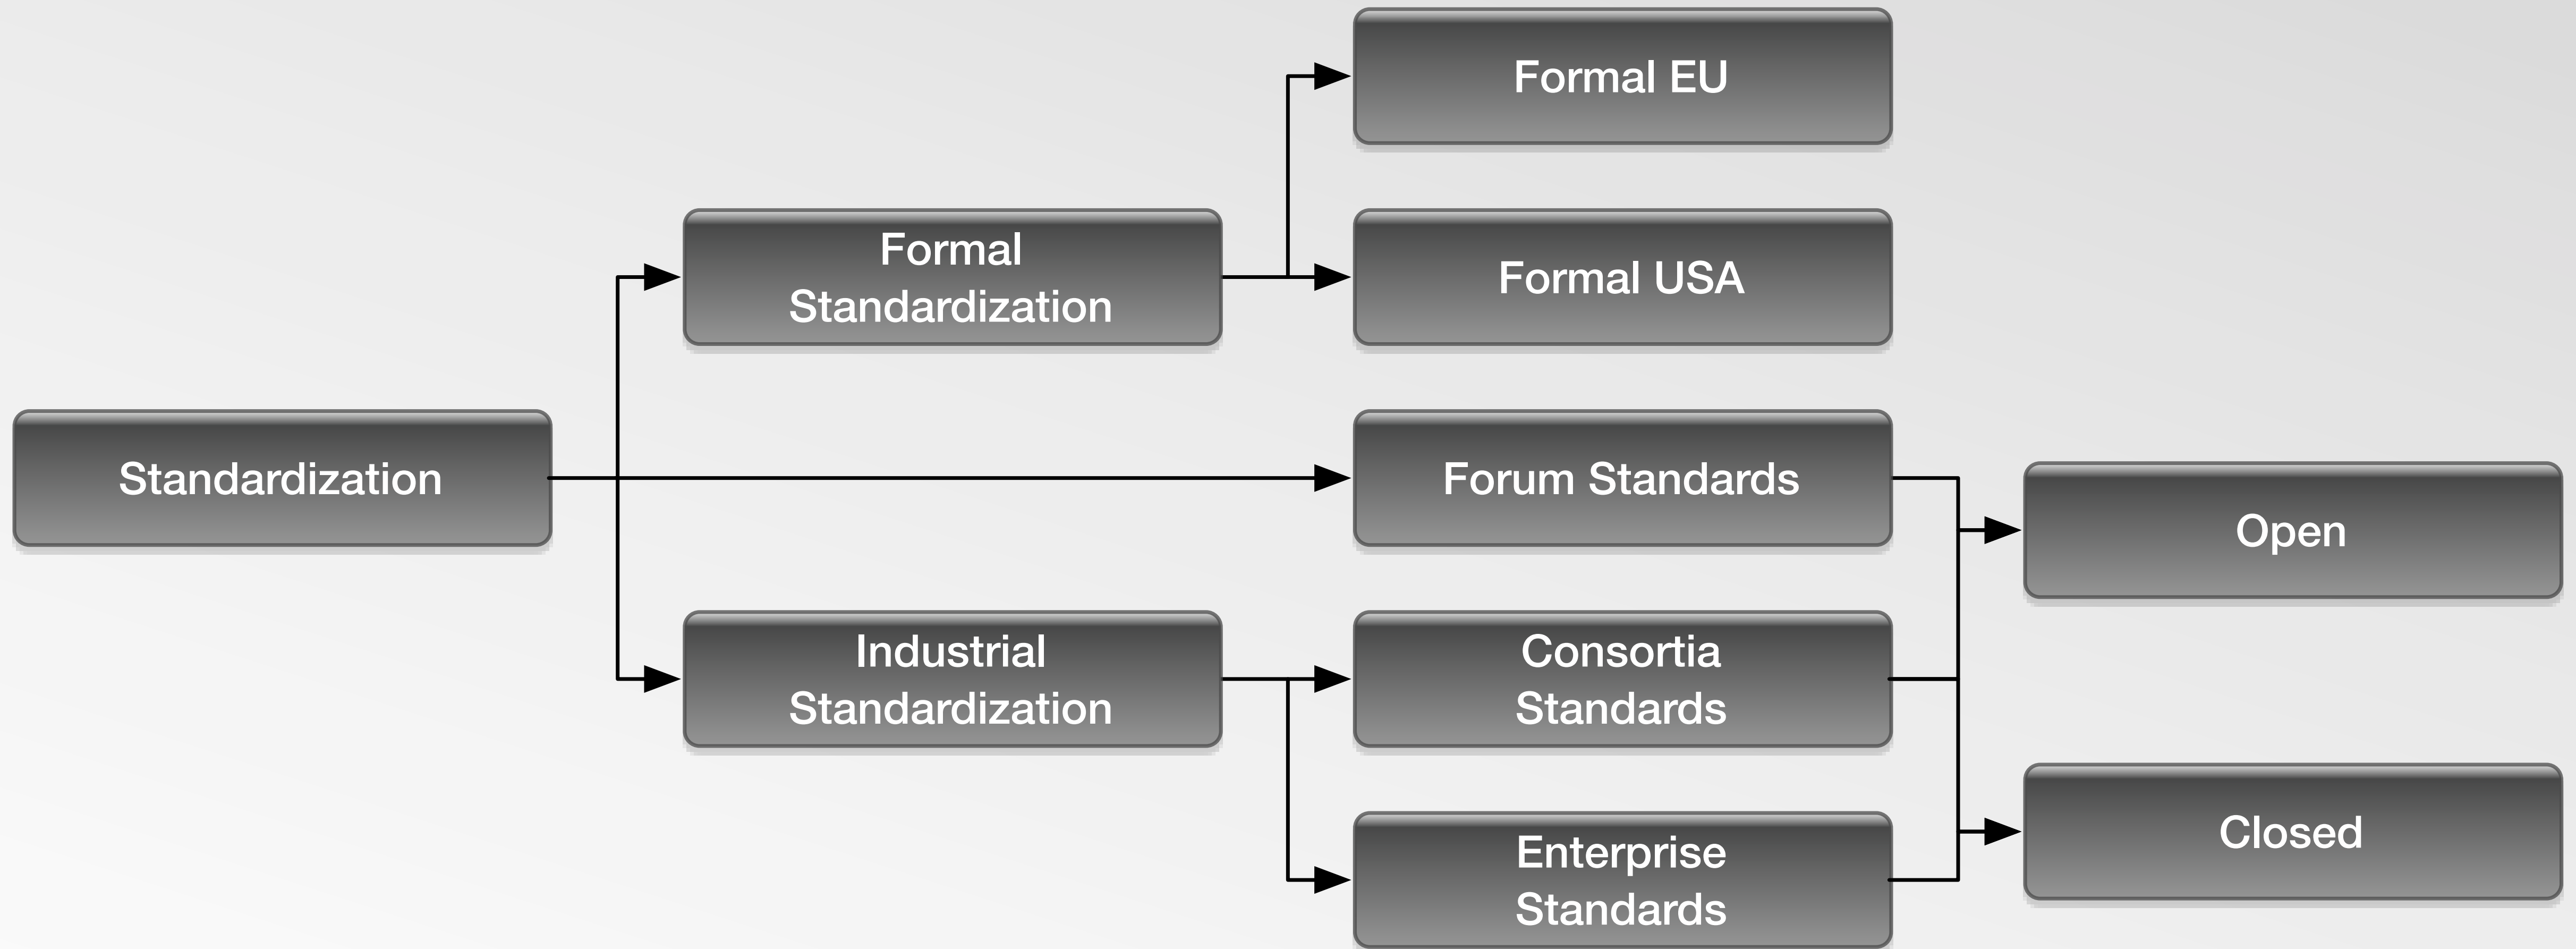 Formal EU
Formal
Standardization
Formal USA
Standardization
Forum Standards
Open
Industrial
Standardization
Consortia
Standards
Enterprise
Standards
Closed